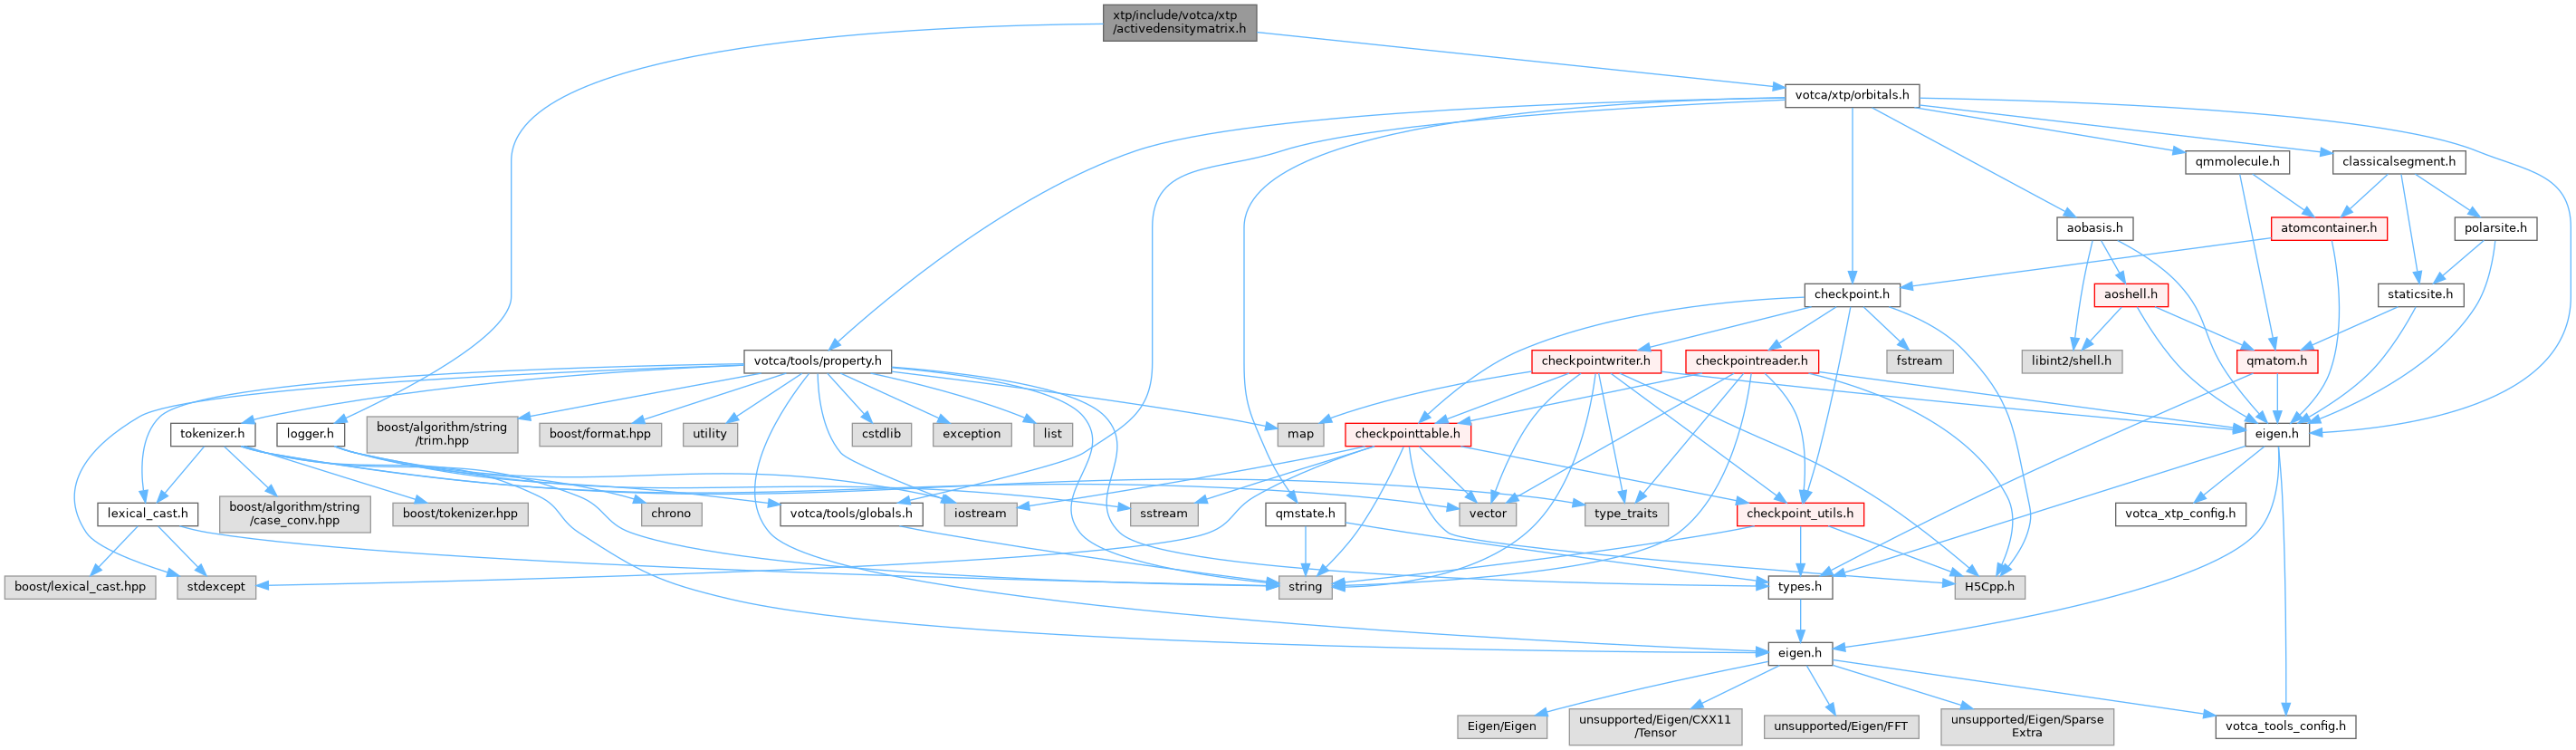 xtp/include/votca/xtp
/activedensitymatrix.h
votca/xtp/orbitals.h
qmmolecule.h
classicalsegment.h
aobasis.h
atomcontainer.h
polarsite.h
checkpoint.h
aoshell.h
staticsite.h
votca/tools/property.h
checkpointwriter.h
checkpointreader.h
fstream
libint2/shell.h
qmatom.h
tokenizer.h
logger.h
boost/algorithm/string
/trim.hpp
boost/format.hpp
utility
cstdlib
exception
list
map
checkpointtable.h
eigen.h
lexical_cast.h
boost/algorithm/string
/case_conv.hpp
boost/tokenizer.hpp
chrono
votca/tools/globals.h
iostream
sstream
qmstate.h
vector
type_traits
checkpoint_utils.h
votca_xtp_config.h
boost/lexical_cast.hpp
stdexcept
string
types.h
H5Cpp.h
eigen.h
Eigen/Eigen
unsupported/Eigen/CXX11
/Tensor
unsupported/Eigen/FFT
unsupported/Eigen/Sparse
Extra
votca_tools_config.h